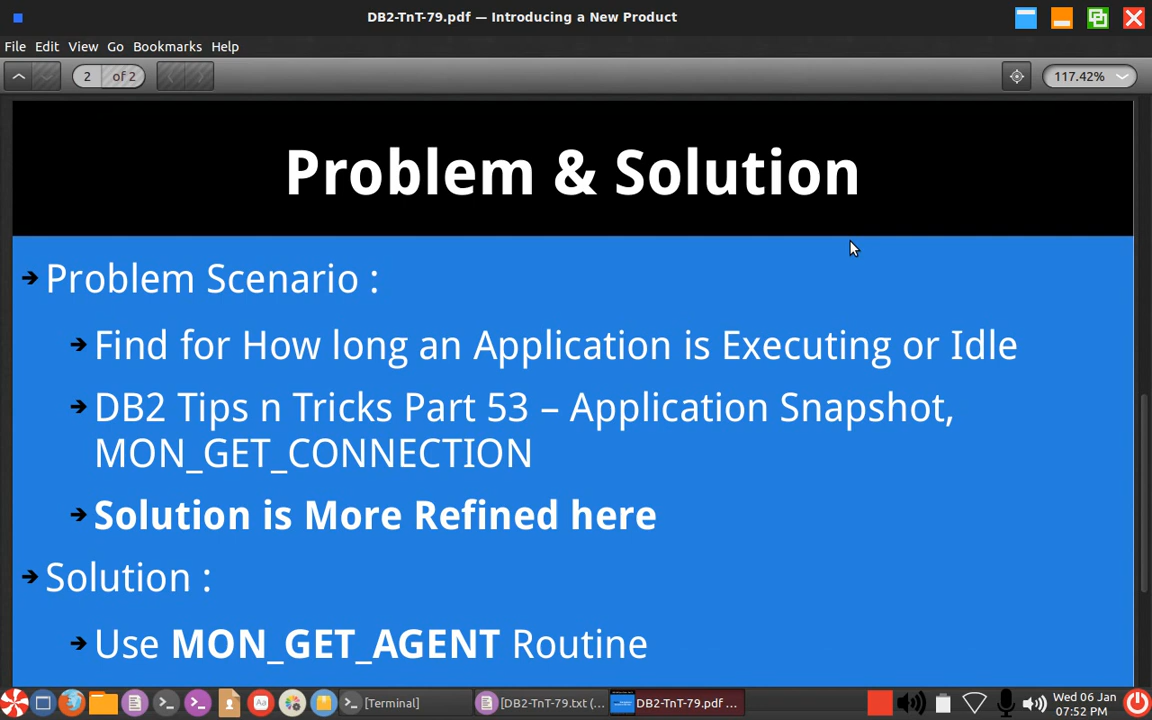 DB2-TnT-79.pdf — Introducing a New Product
File Edit View Go Bookmarks Help
2 of 2 117.42%
Problem & Solution
Problem Scenario :
Find for How long an Application is Executing or Idle
DB2 Tips n Tricks Part 53 – Application Snapshot,
MON_GET_CONNECTION
Solution is More Refined here
Solution :
Use MON_GET_AGENT Routine
[Terminal] [DB2-TnT-79.txt (... DB2-TnT-79.pdf ... Wed 06 Jan
07:52 PM